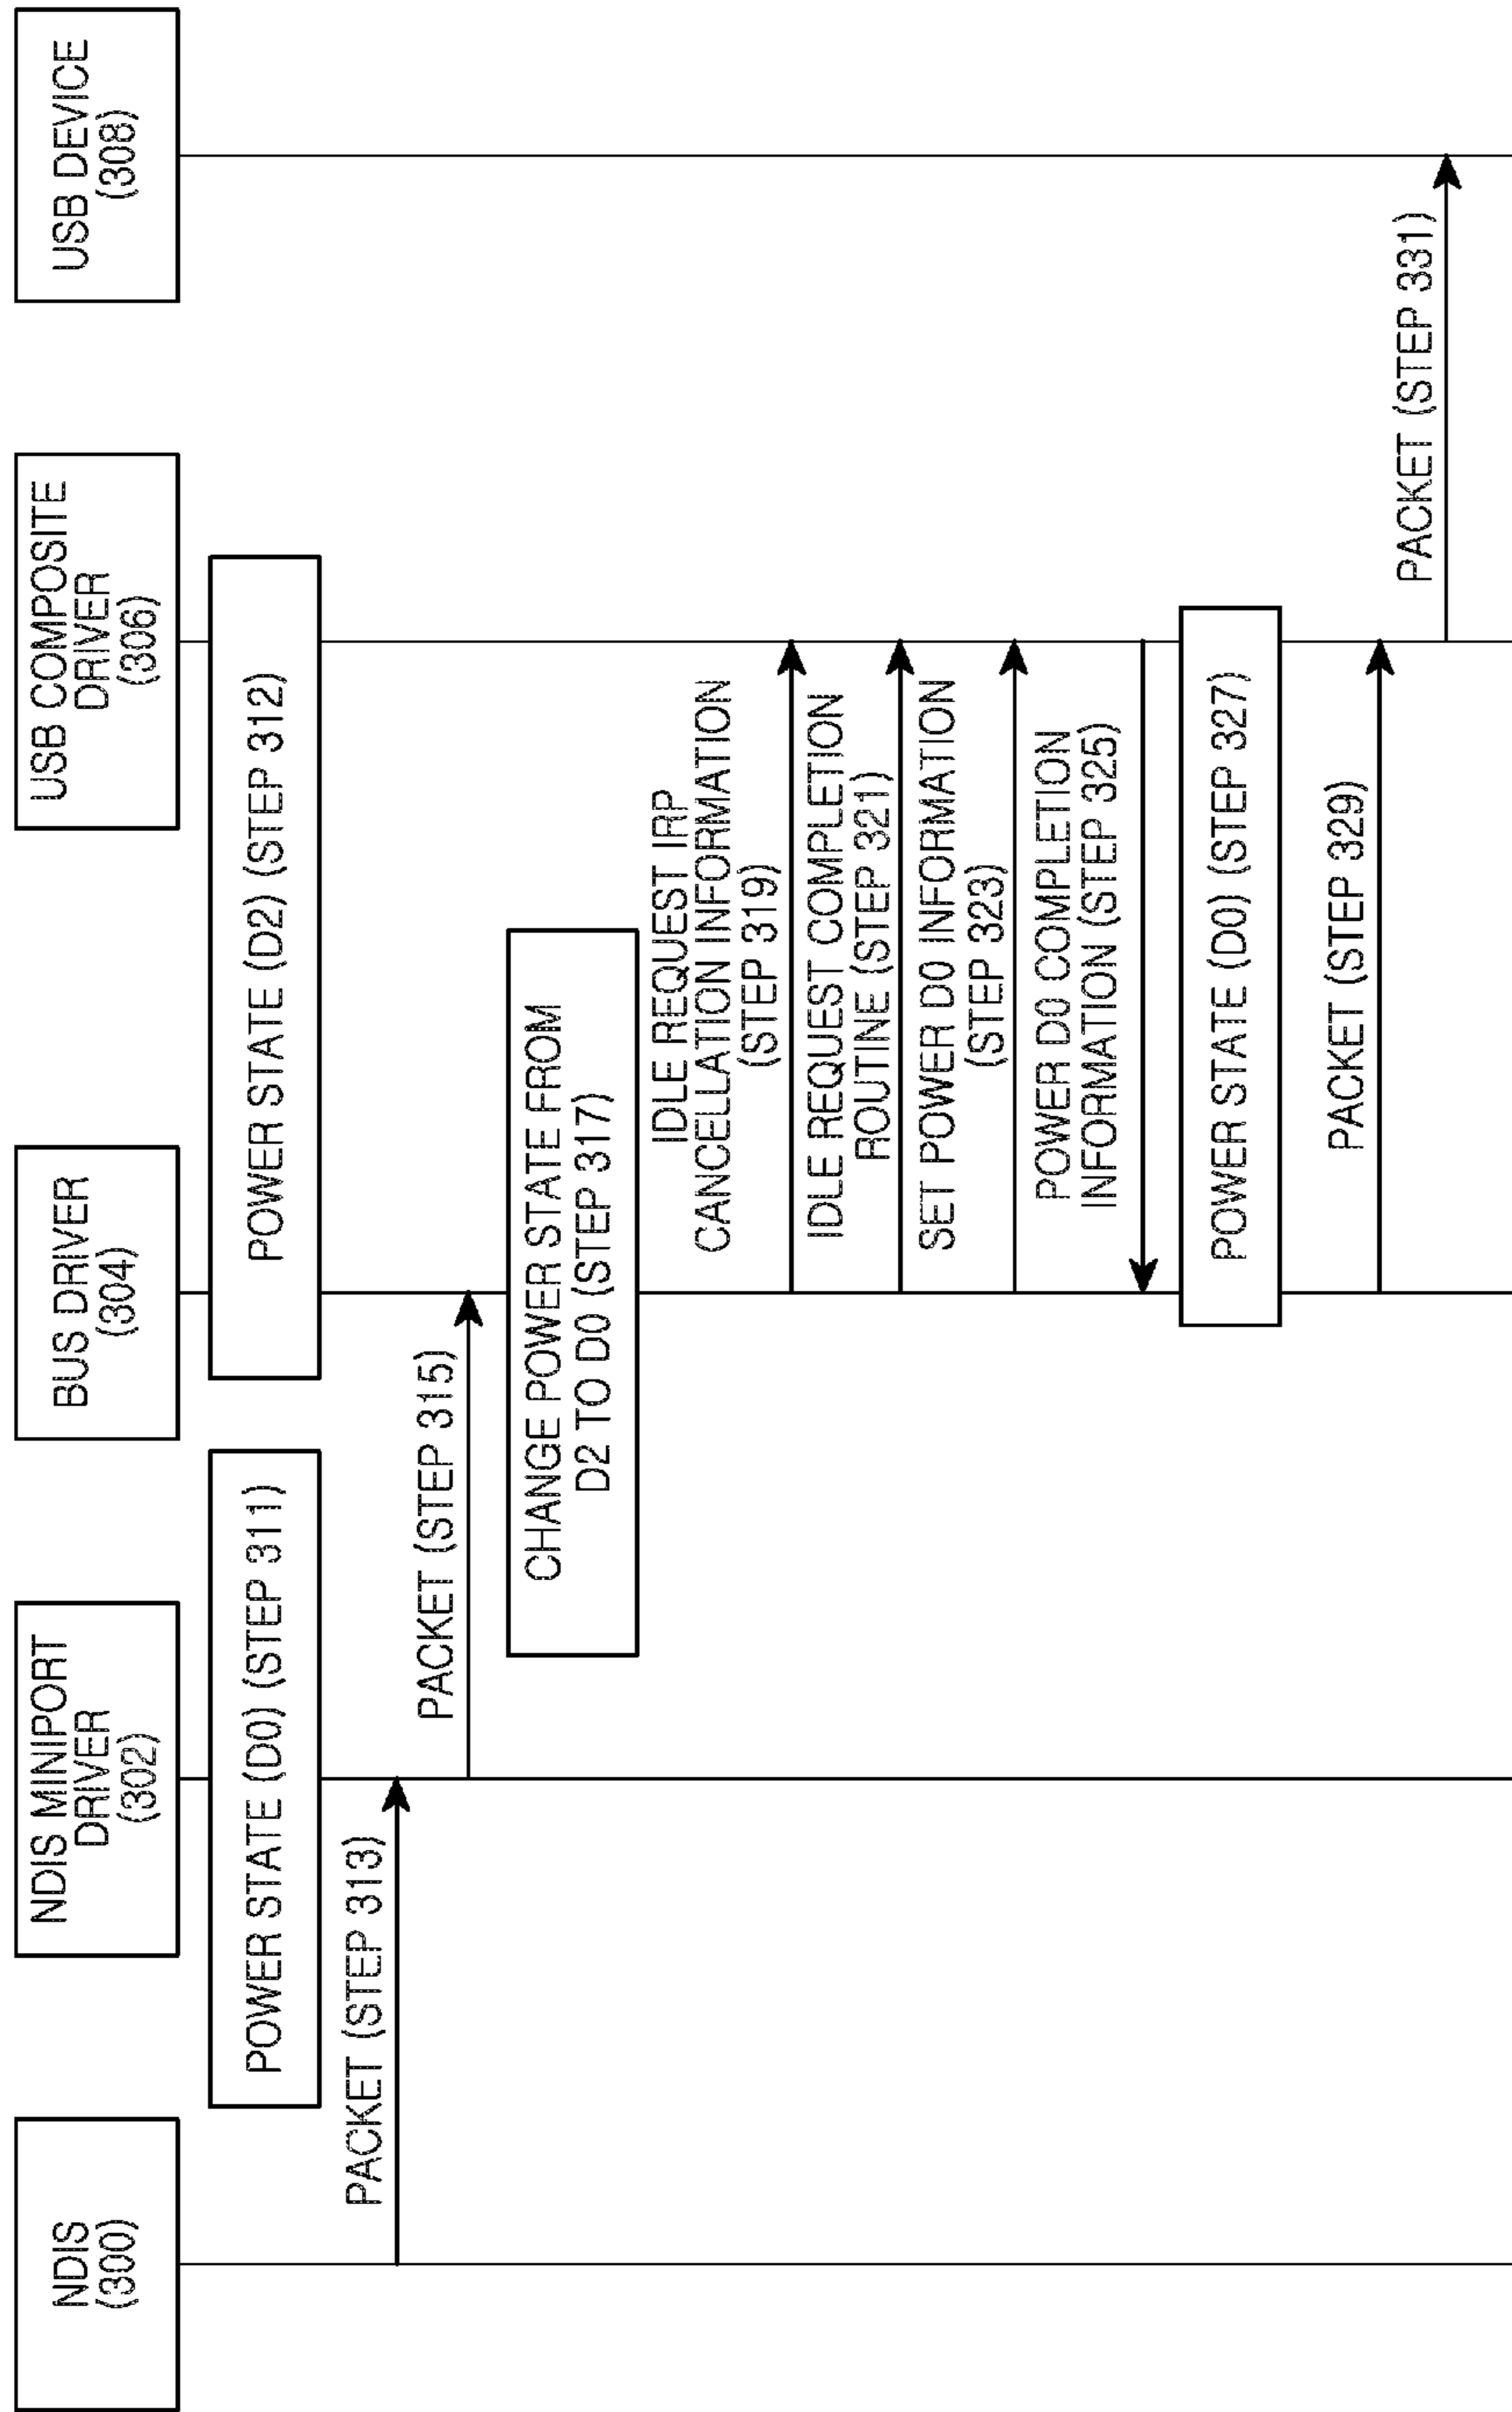 NDIS
(300)
NDIS MINIPORT
DRIVER
(302)
BUS DRIVER
(304)
USB COMPOSITE
DRIVER
(306)
USB DEVICE
(308)
POWER STATE (D0) (STEP 311)
POWER STATE (D2) (STEP 312)
PACKET (STEP 313)
PACKET (STEP 315)
CHANGE POWER STATE FROM
D2 TO D0 (STEP 317)
IDLE REQUEST IRP
CANCELLATION INFORMATION
(STEP 319)
IDLE REQUEST COMPLETION
ROUTINE (STEP 321)
SET POWER D0 INFORMATION
(STEP 323)
POWER D0 COMPLETION
INFORMATION (STEP 325)
POWER STATE (D0) (STEP 327)
PACKET (STEP 329)
PACKET (STEP 331)